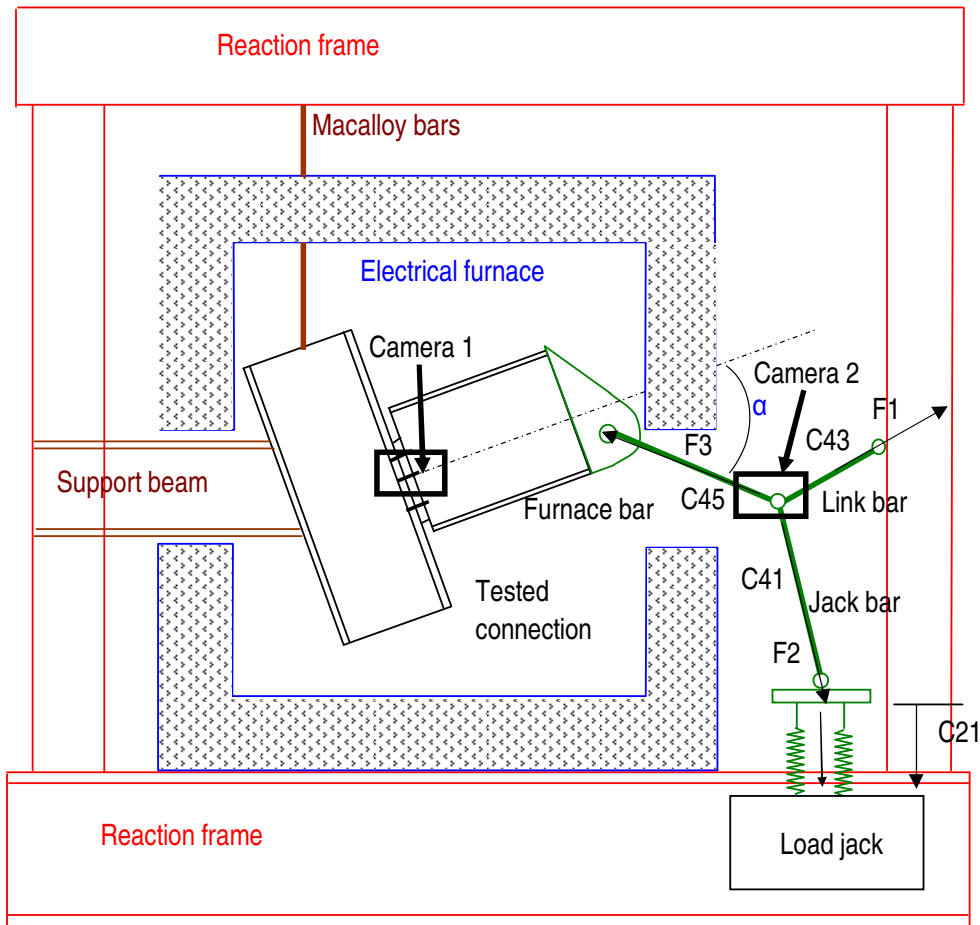 Reaction frame
Macalloy bars
Electrical furnace
Camera 1
Camera 2
α
F1
C43
F3
Support beam
C45
Link bar
Furnace bar
C41
Tested
connection
Jack bar
F2
C21
Reaction frame
Load jack